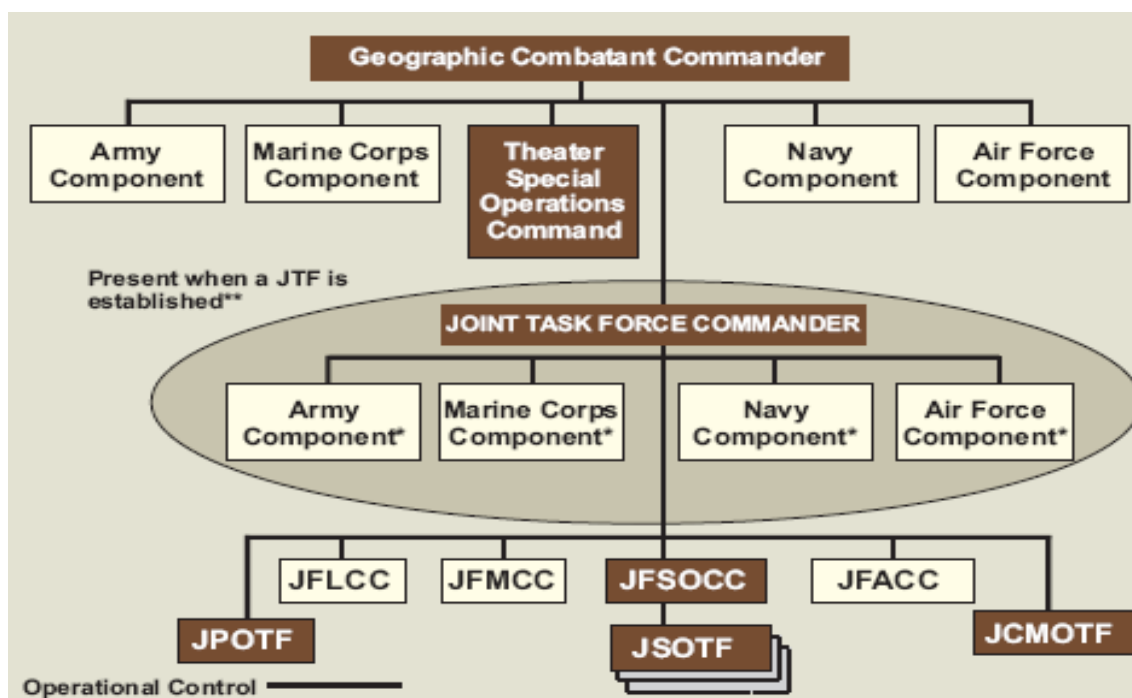 Geographic Combatant Commander
Army
Component
Marine Corps
Component
Theater
Special
Operations
Command
Navy
Component
Air Force
Component
Present when a JTF is
established**
JOINT TASK FORCE COMMANDER
Army
Component*
Marine Corps
Component*
Navy
Component*
Air Force
Component*
JFLCC
JFMCC
JFSOCC
JFACC
JPOTF
JSOTF
JCMOTF
Operational Control